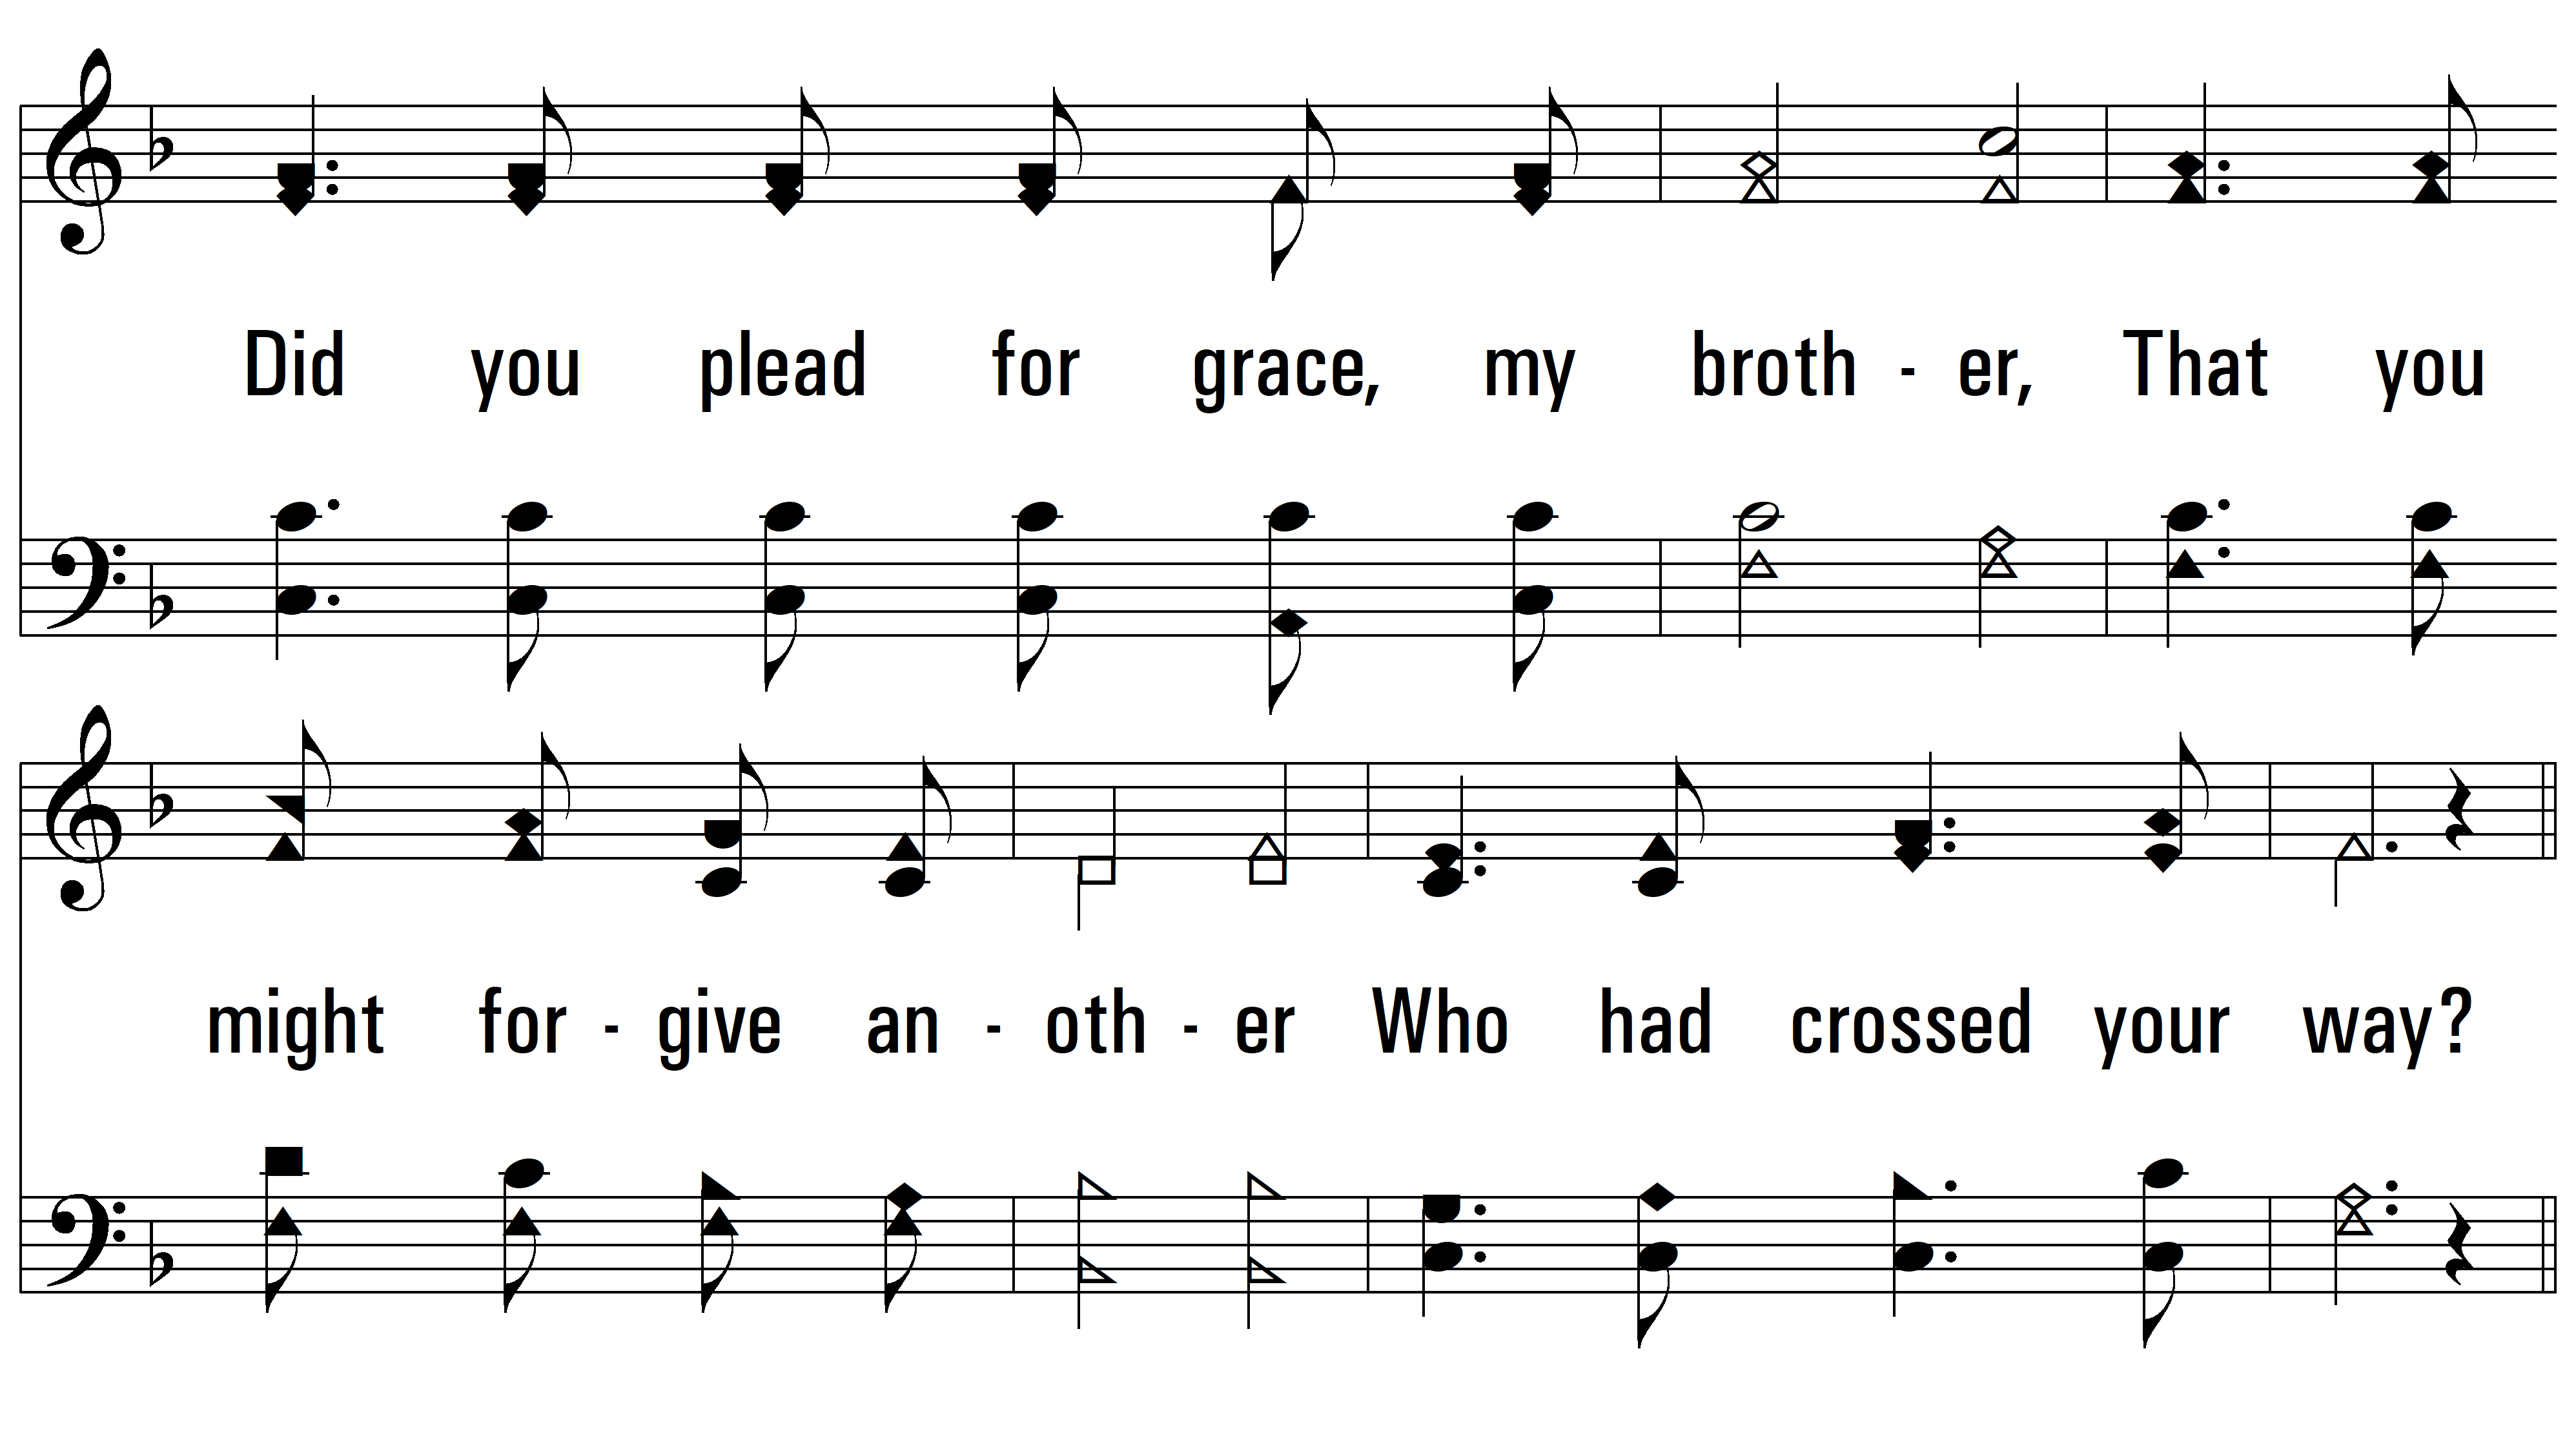 Did you plead for grace, my broth - er, That you
might for - give an - oth - er Who had crossed your way?